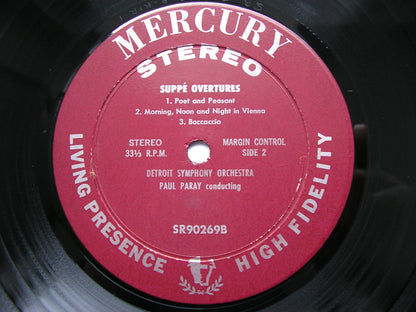 MERCURY
STEREO
SUPPÉ OVERTURES
1. Poet and Peasant
2. Morning, Noon and Night in Vienna
3. Boccaccio
STEREO
33⅓ R.P.M.
MARGIN CONTROL
SIDE 2
DETROIT SYMPHONY ORCHESTRA
PAUL PARAY conducting
SR90269B
LIVING PRESENCE
HIGH FIDELITY